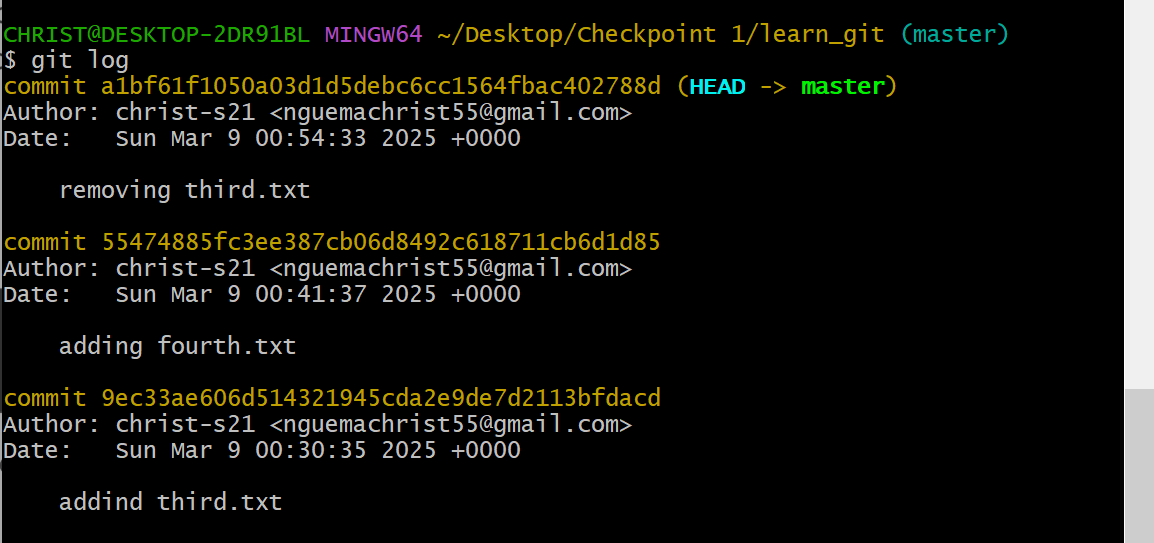 CHRIST@DESKTOP-2DR91BL MINGW64 ~/Desktop/Checkpoint 1/learn_git (master)
$ git log
commit a1bf61f1050a03d1d5debc6cc1564fbac402788d (HEAD -> master)
Author: christ-s21 <nguemachrist55@gmail.com>
Date:   Sun Mar 9 00:54:33 2025 +0000
    removing third.txt
commit 55474885fc3ee387cb06d8492c618711cb6d1d85
Author: christ-s21 <nguemachrist55@gmail.com>
Date:   Sun Mar 9 00:41:37 2025 +0000
    adding fourth.txt
commit 9ec33ae606d514321945cda2e9de7d2113bfdacd
Author: christ-s21 <nguemachrist55@gmail.com>
Date:   Sun Mar 9 00:30:35 2025 +0000
    addind third.txt